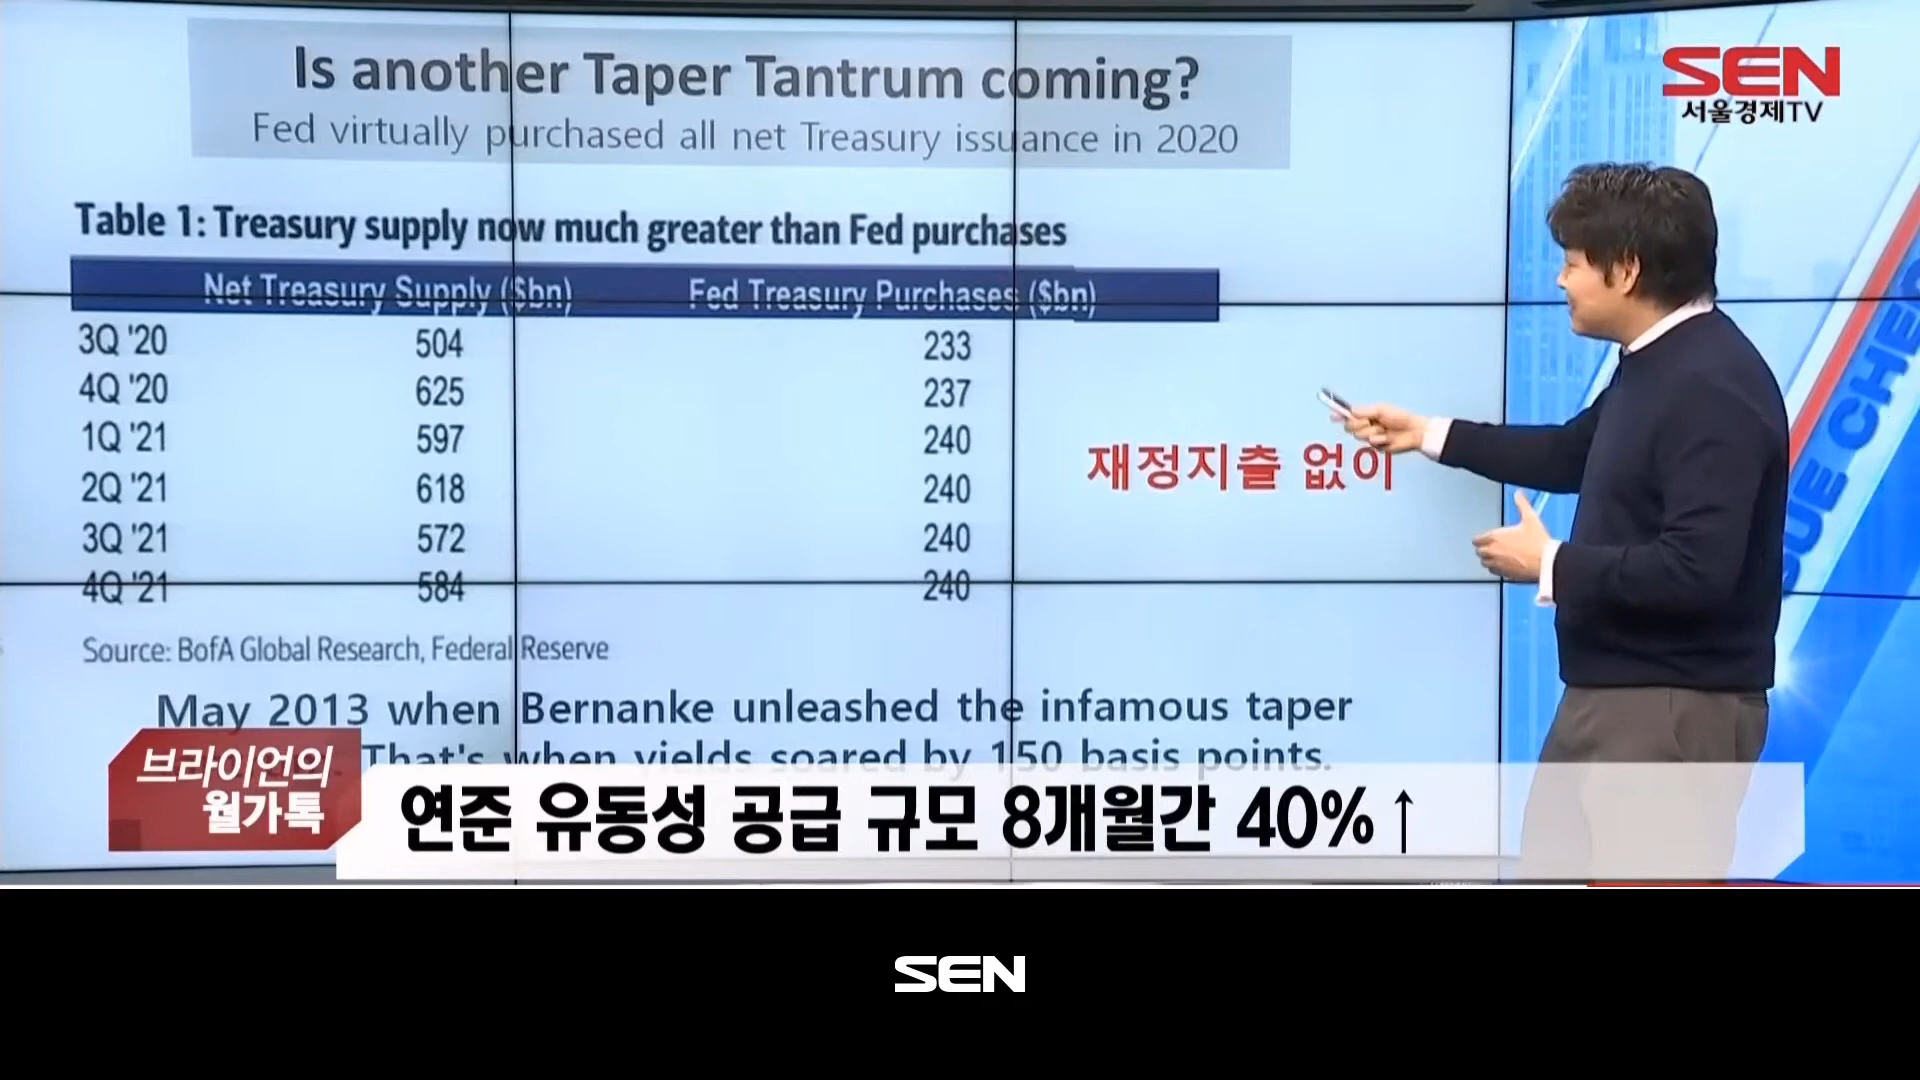 Is another Taper Tantrum coming?
Fed virtually purchased all net Treasury issuance in 2020
SEN
서울경제TV
Table 1: Treasury supply now much greater than Fed purchases
Net Treasury Supply ($bn) Fed Treasury Purchases ($bn)
3Q '20 504 233
4Q '20 625 237
1Q '21 597 240
2Q '21 618 240
3Q '21 572 240
4Q '21 584 240
재정지출 없이
Source: BofA Global Research, Federal Reserve
May 2013 when Bernanke unleashed the infamous taper
That's when yields soared by 150 basis points.
브라이언의
월가톡
연준 유동성 공급 규모 8개월간 40%↑
SEN